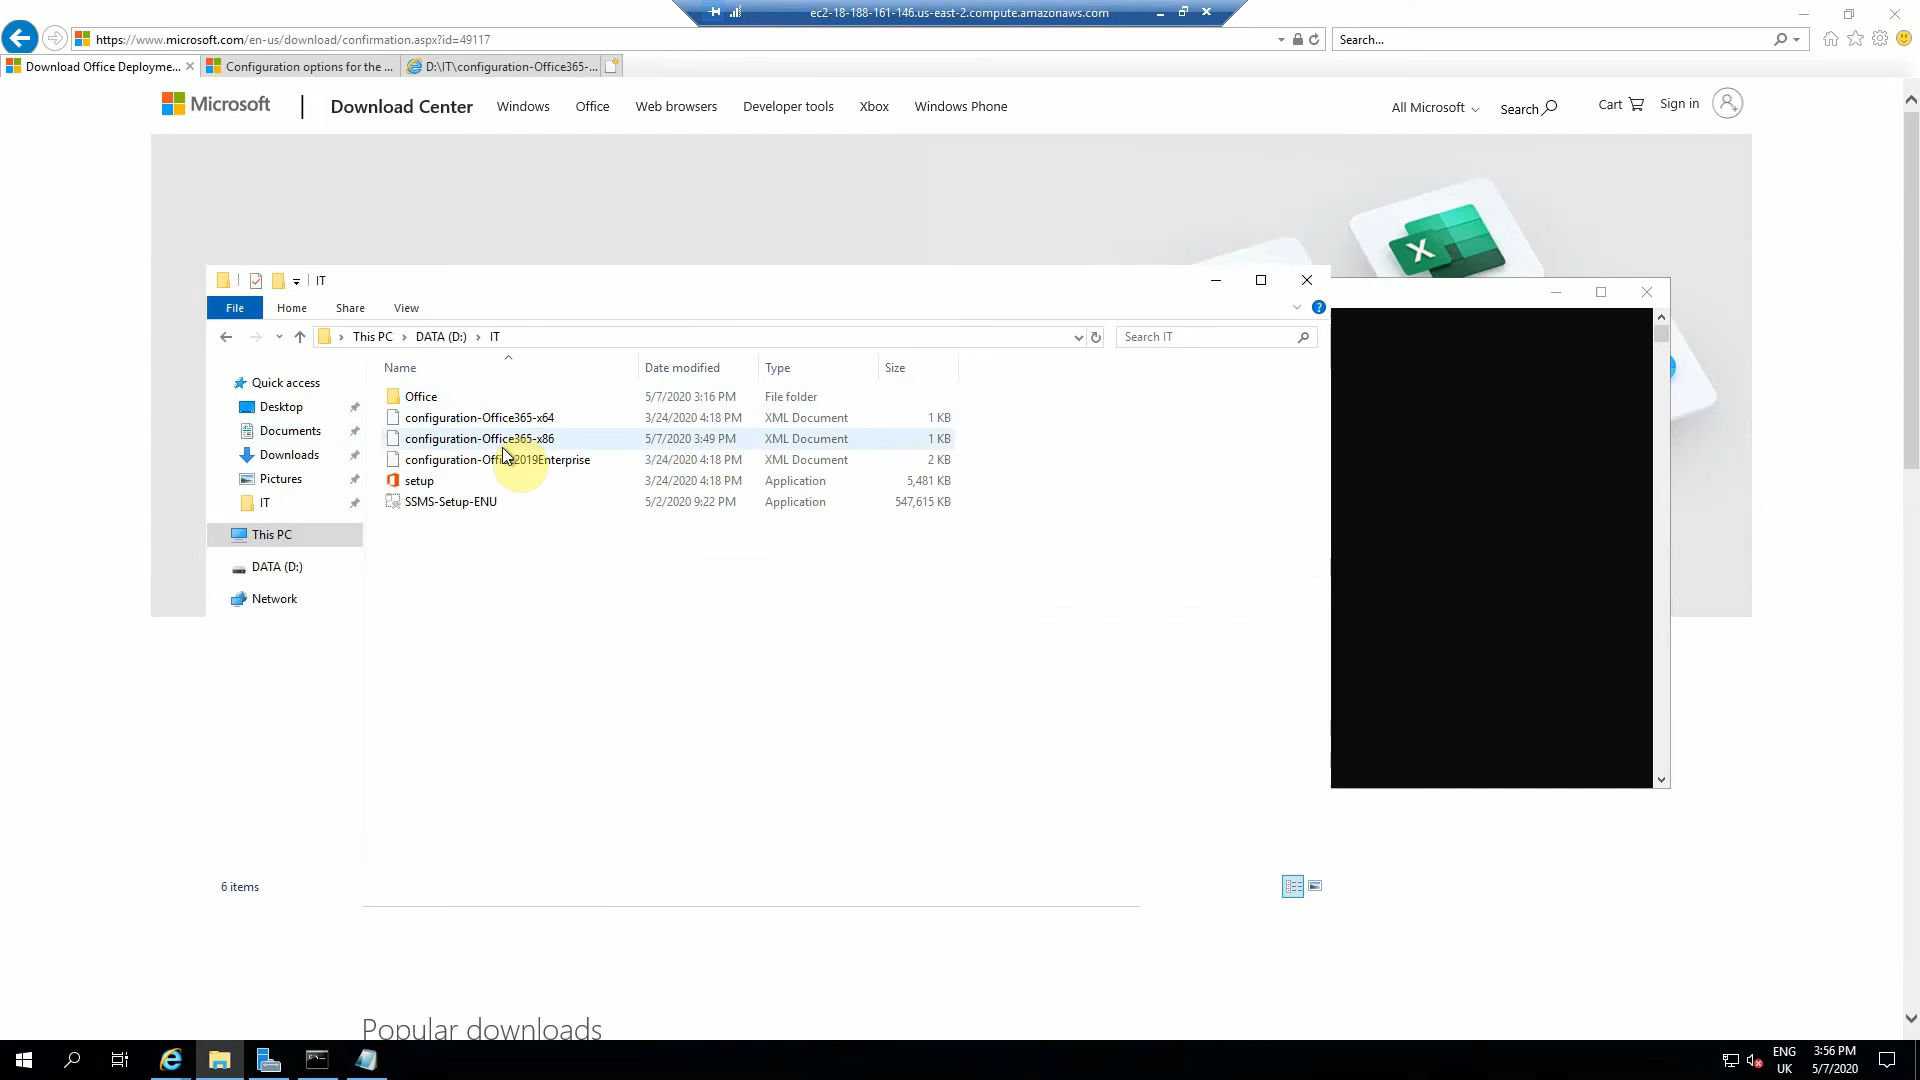 ec2-18-188-161-146.us-east-2.compute.amazonaws.com
https://www.microsoft.com/en-us/download/confirmation.aspx?id=49117
Search...
Download Office Deployme...
Configuration options for the ...
D:\IT\configuration-Office365-...
Microsoft
Download Center
Windows
Office
Web browsers
Developer tools
Xbox
Windows Phone
All Microsoft
Search
Cart
Sign in
X
IT
File
Home
Share
View
This PC
DATA (D:)
IT
Search IT
Name
Date modified
Type
Size
Quick access
Desktop
Documents
Downloads
Pictures
IT
This PC
DATA (D:)
Network
Office 5/7/2020 3:16 PM File folder
configuration-Office365-x64 3/24/2020 4:18 PM XML Document 1 KB
configuration-Office365-x86 5/7/2020 3:49 PM XML Document 1 KB
configuration-Office2019Enterprise 3/24/2020 4:18 PM XML Document 2 KB
setup 3/24/2020 4:18 PM Application 5,481 KB
SSMS-Setup-ENU 5/2/2020 9:22 PM Application 547,615 KB
6 items
Popular downloads
ENG
UK
3:56 PM
5/7/2020